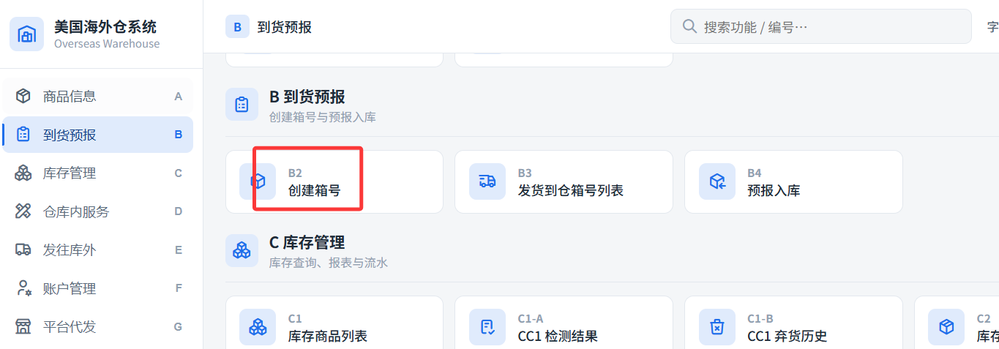 美国海外仓系统
Overseas Warehouse
商品信息 A
到货预报 B
库存管理 C
仓库内服务 D
发往库外 E
账户管理 F
平台代发 G
B 到货预报
搜索功能 / 编号…
字
B 到货预报
创建箱号与预报入库
B2
创建箱号
B3
发货到仓箱号列表
B4
预报入库
C 库存管理
库存查询、报表与流水
C1
库存商品列表
C1-A
CC1 检测结果
C1-B
CC1 弃货历史
C2
库存